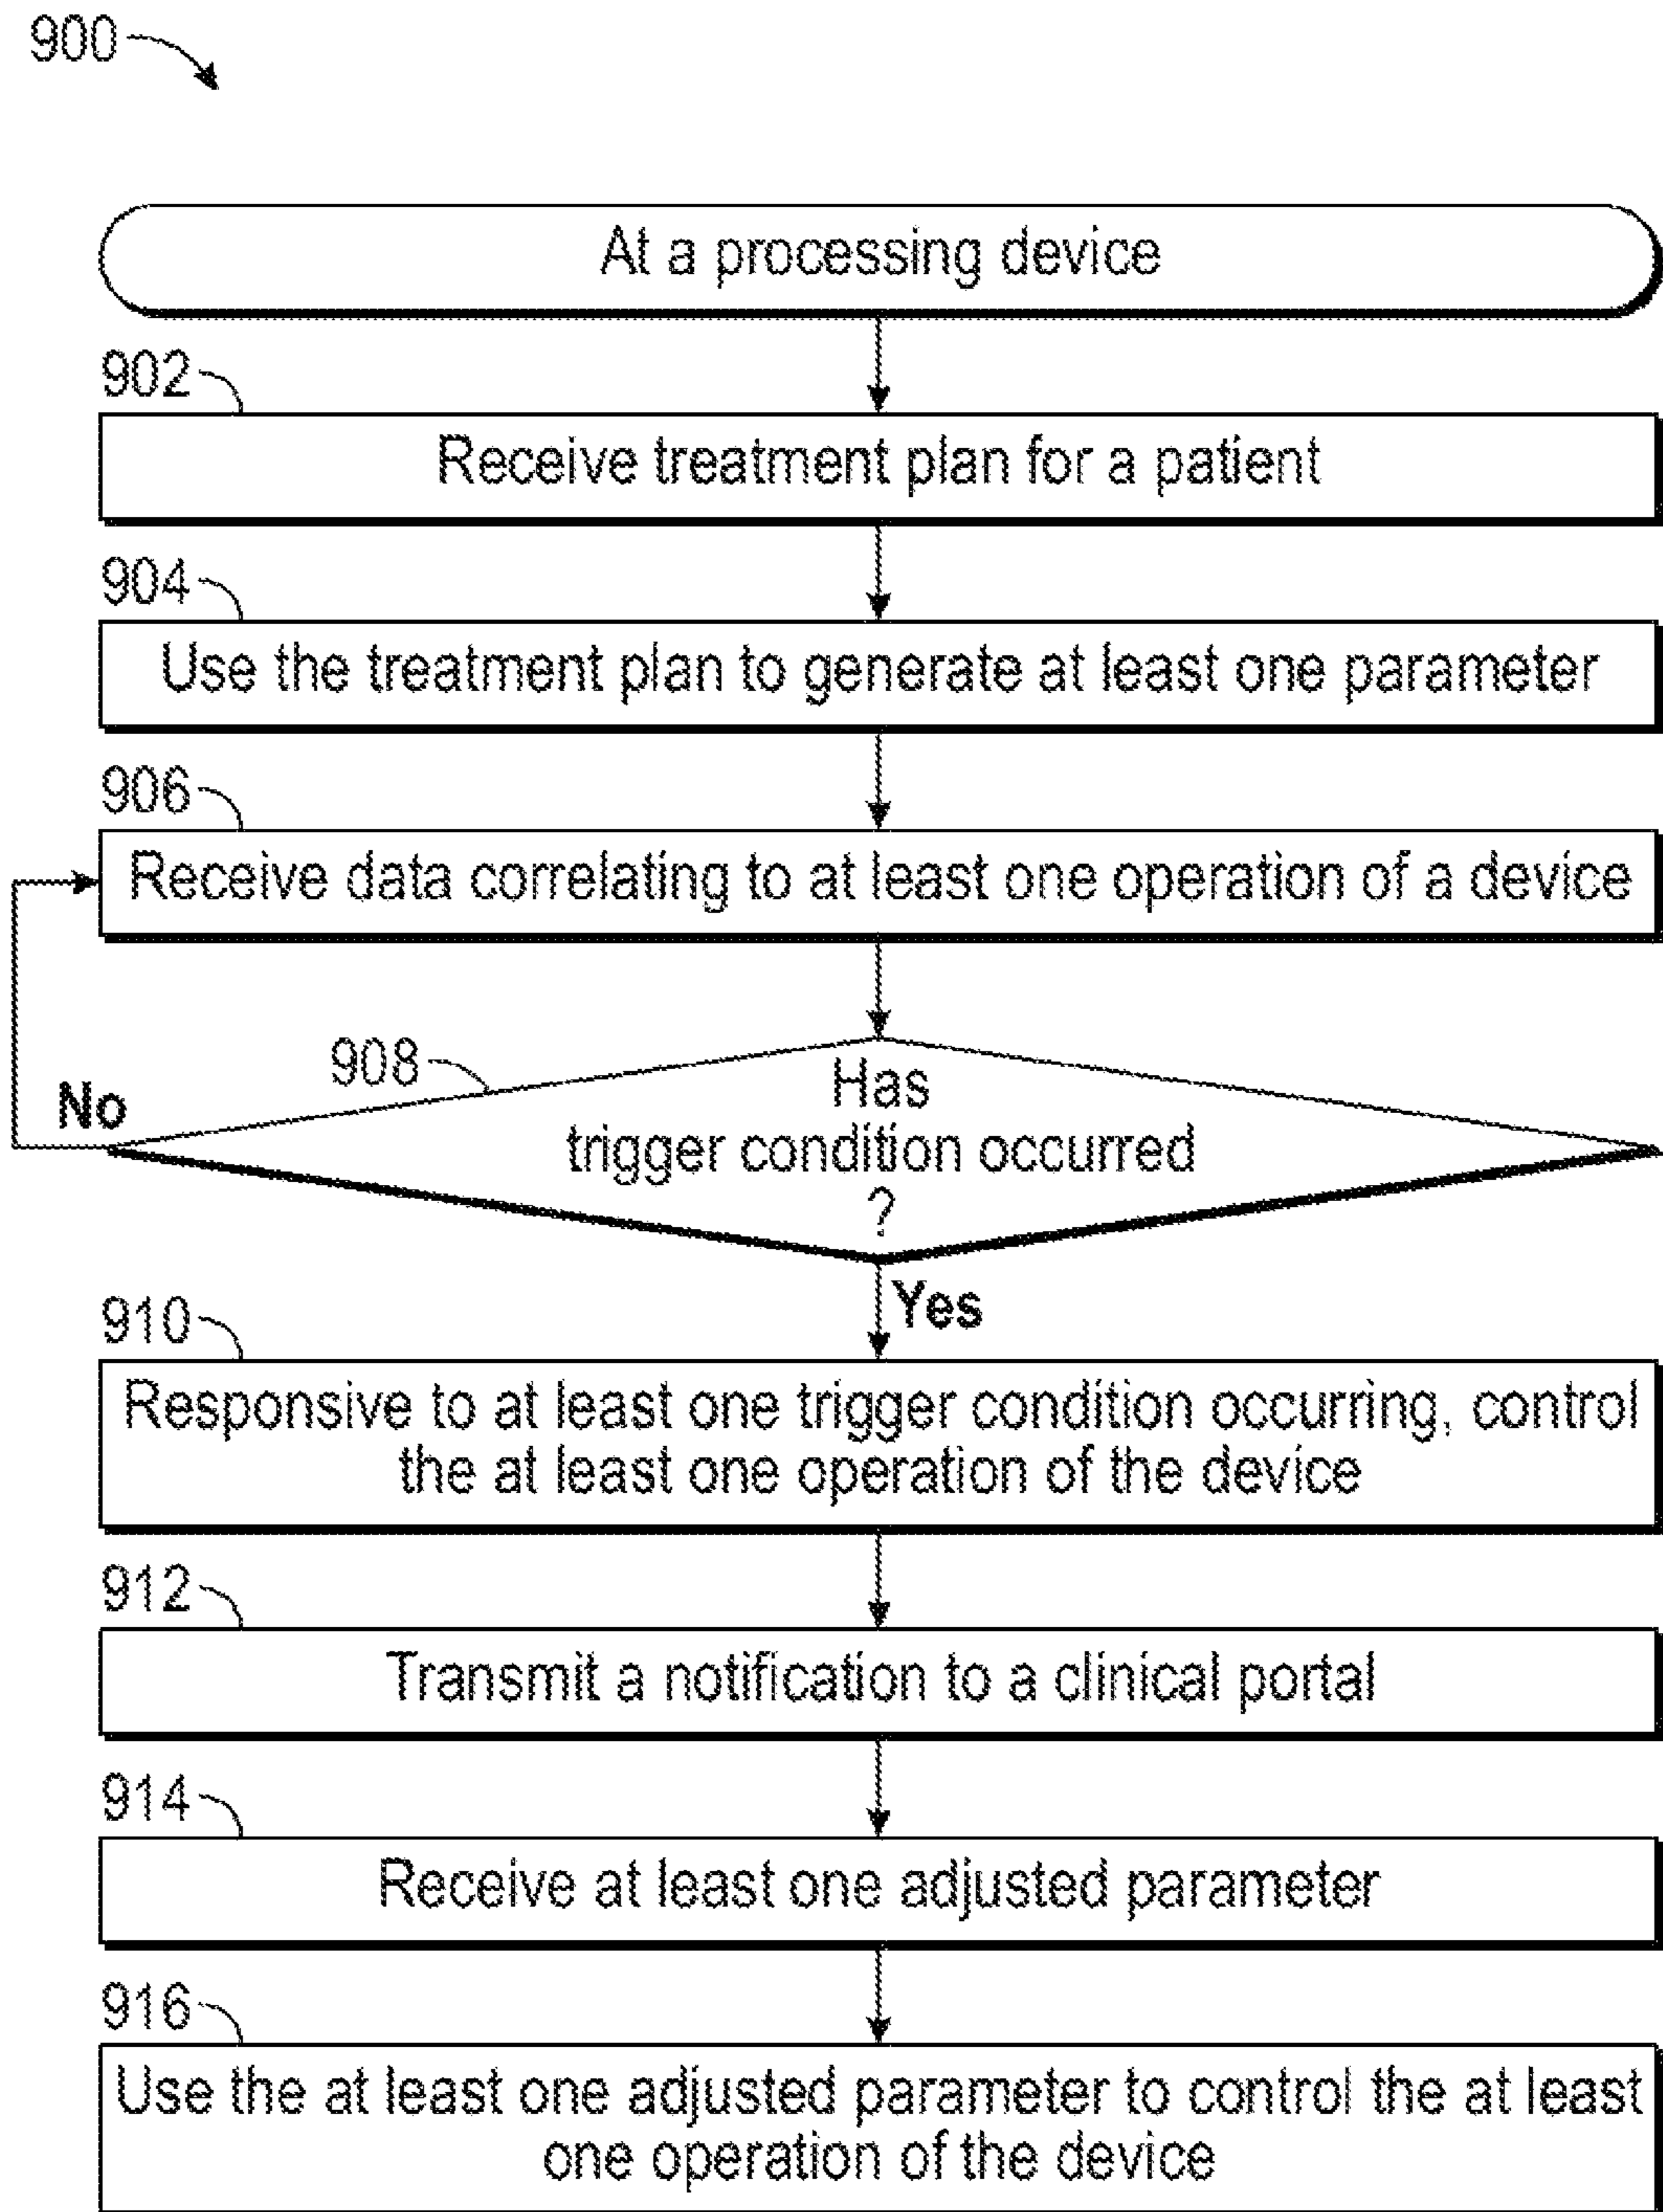 900
At a processing device
902
Receive treatment plan for a patient
904
Use the treatment plan to generate at least one parameter
906
Receive data correlating to at least one operation of a device
908
Has
No
trigger condition occurred
?
Yes
910
Responsive to at least one trigger condition occurring, control
the at least one operation of the device
912
Transmit a notification to a clinical portal
914
Receive at least one adjusted parameter
916
Use the at least one adjusted parameter to control the at least
one operation of the device